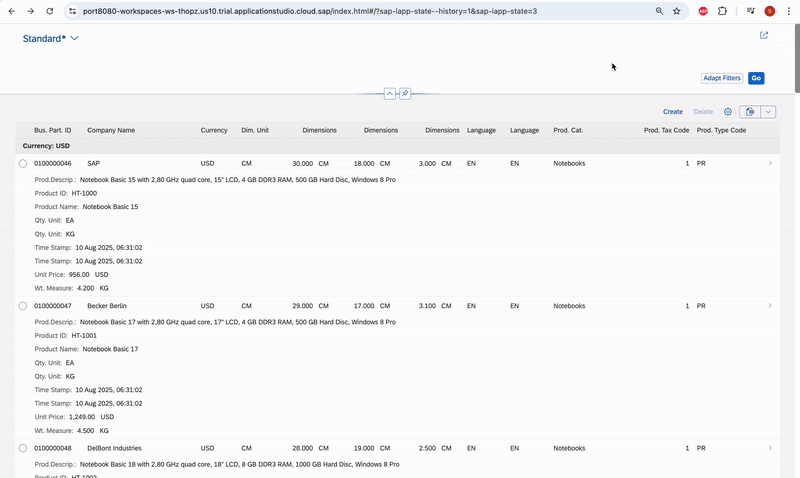 port8080-workspaces-ws-thopz.us10.trial.applicationstudio.cloud.sap/index.html#/?sap-iapp-state--history=1&sap-iapp-state=3
S
Standard*
Adapt Filters Go
Create Delete
Bus. Part. ID Company Name Currency Dim. Unit Dimensions Dimensions Dimensions Language Language Prod. Cat. Prod. Tax Code Prod. Type Code
Currency: USD
0100000046 SAP USD CM 30.000 CM 18.000 CM 3.000 CM EN EN Notebooks 1 PR
Prod.Descrip.: Notebook Basic 15 with 2,80 GHz quad core, 15" LCD, 4 GB DDR3 RAM, 500 GB Hard Disc, Windows 8 Pro
Product ID: HT-1000
Product Name: Notebook Basic 15
Qty. Unit: EA
Qty. Unit: KG
Time Stamp: 10 Aug 2025, 06:31:02
Time Stamp: 10 Aug 2025, 06:31:02
Unit Price: 956.00 USD
Wt. Measure: 4.200 KG
0100000047 Becker Berlin USD CM 29.000 CM 17.000 CM 3.100 CM EN EN Notebooks 1 PR
Prod.Descrip.: Notebook Basic 17 with 2,80 GHz quad core, 17" LCD, 4 GB DDR3 RAM, 500 GB Hard Disc, Windows 8 Pro
Product ID: HT-1001
Product Name: Notebook Basic 17
Qty. Unit: EA
Qty. Unit: KG
Time Stamp: 10 Aug 2025, 06:31:02
Time Stamp: 10 Aug 2025, 06:31:02
Unit Price: 1,249.00 USD
Wt. Measure: 4.500 KG
0100000048 DelBont Industries USD CM 28.000 CM 19.000 CM 2.500 CM EN EN Notebooks 1 PR
Prod.Descrip.: Notebook Basic 18 with 2,80 GHz quad core, 18" LCD, 8 GB DDR3 RAM, 1000 GB Hard Disc, Windows 8 Pro
HT-1002